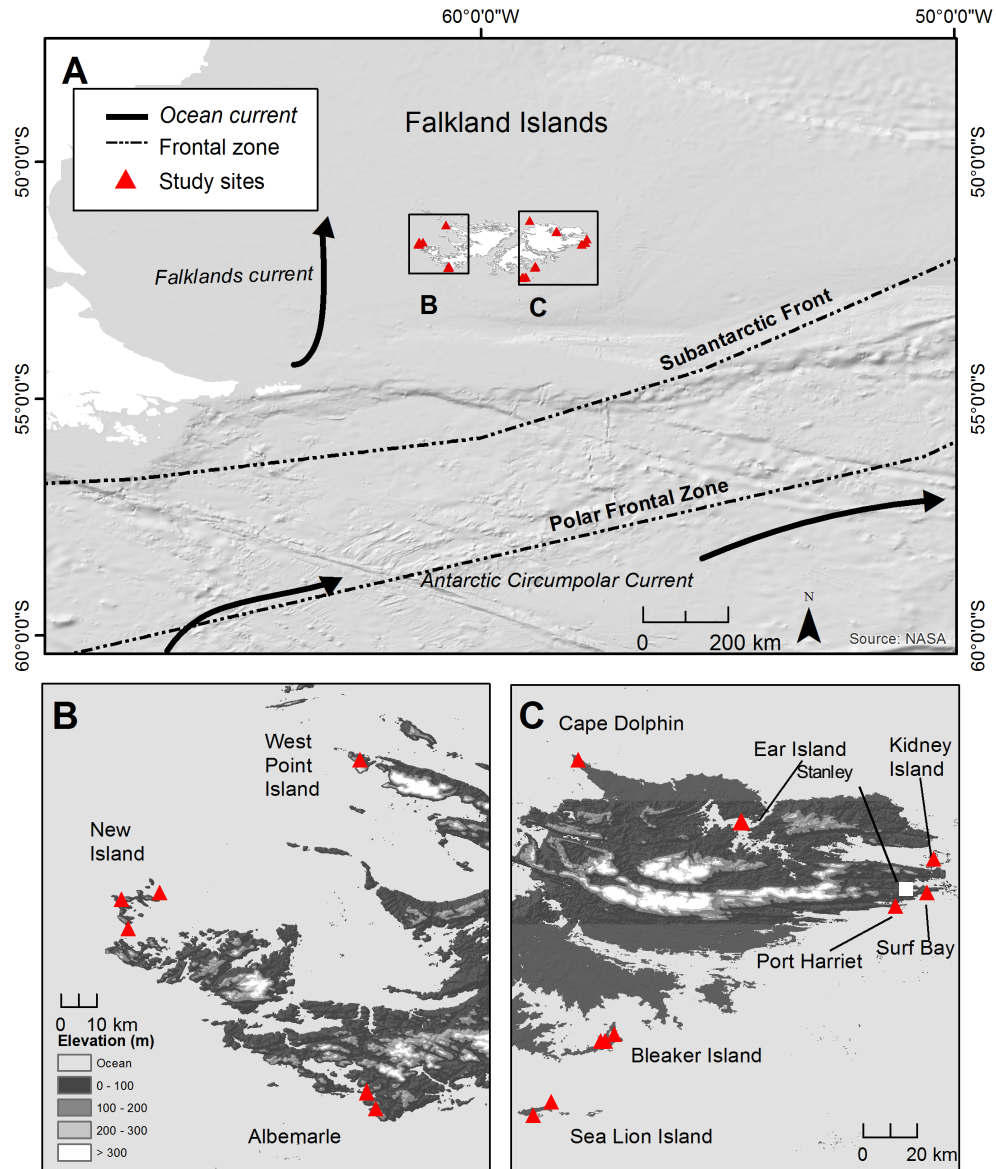 60°0'0"W
50°0'0"W
A
Ocean current
Frontal zone
Study sites
Falkland Islands
50°0'0"S
50°0'0"S
Falklands current
B
C
Subantarctic Front
55°0'0"S
55°0'0"S
Polar Frontal Zone
Antarctic Circumpolar Current
60°0'0"S
60°0'0"S
N
0 200 km
Source: NASA
B
West
Point
Island
New
Island
0 10 km
Elevation (m)
Ocean
0 - 100
100 - 200
200 - 300
> 300
Albemarle
C
Cape Dolphin
Ear Island
Stanley
Kidney
Island
Surf Bay
Port Harriet
Bleaker Island
Sea Lion Island
0 20 km